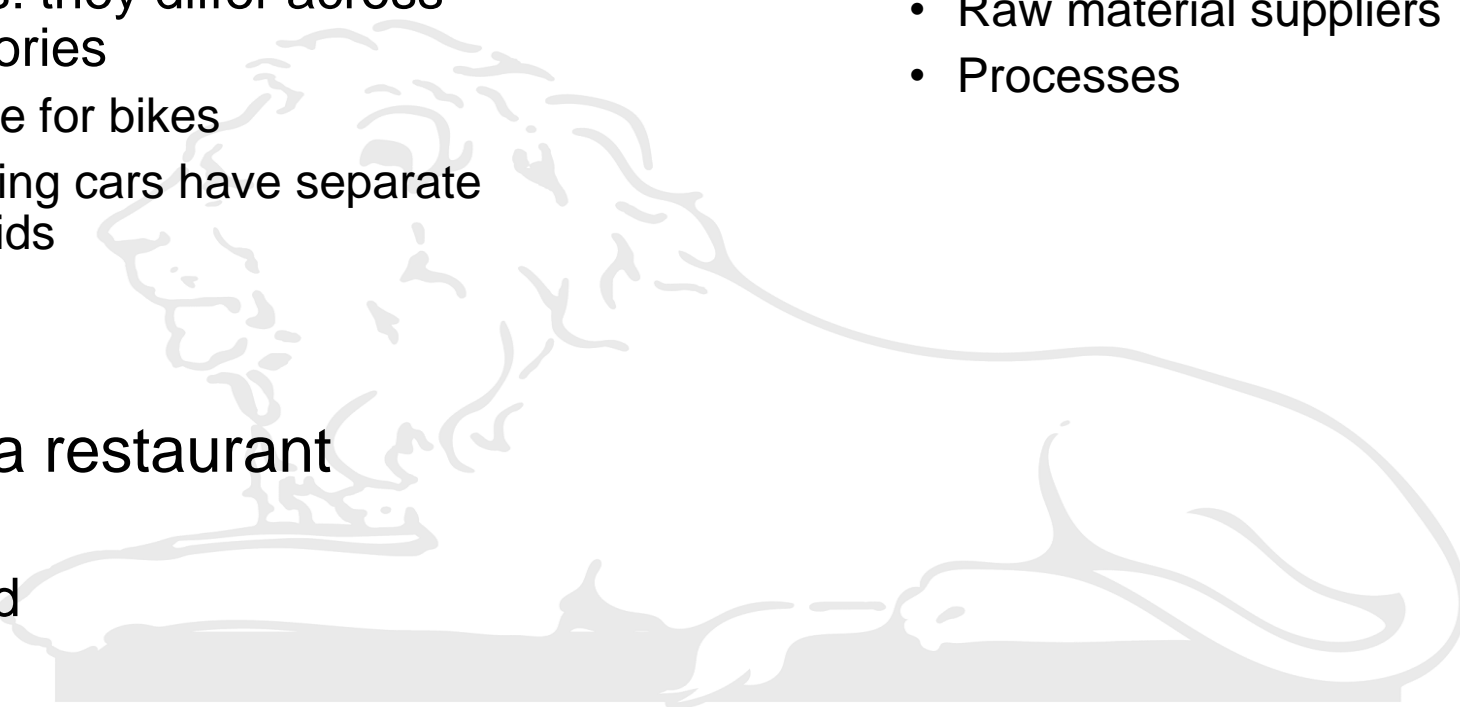 s: they differ across
ories
e for bikes
ing cars have separate
ids
a restaurant
d
• Raw material suppliers
• Processes